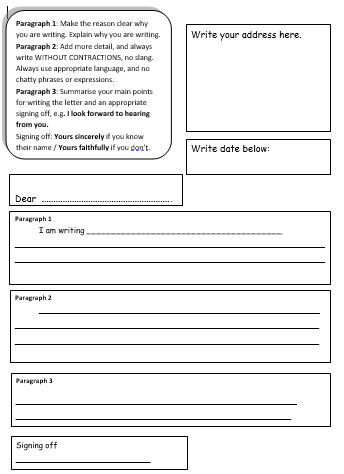 Paragraph 1: Make the reason clear why
you are writing. Explain why you are writing.
Paragraph 2: Add more detail, and always
write WITHOUT CONTRACTIONS, no slang.
Always use appropriate language, and no
chatty phrases or expressions.
Paragraph 3: Summarise your main points
for writing the letter and an appropriate
signing off, e.g. I look forward to hearing
from you.
Signing off: Yours sincerely if you know
their name / Yours faithfully if you don't.
Write your address here.
Write date below:
Dear ……………………………………………….
Paragraph 1
I am writing ________________________________________
Paragraph 2
Paragraph 3
Signing off